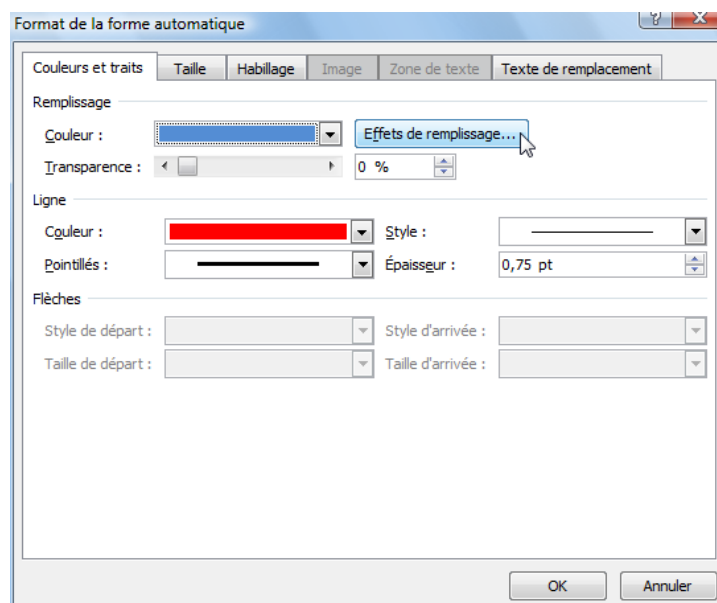 Format de la forme automatique
Couleurs et traits Taille Habillage Image Zone de texte Texte de remplacement
Remplissage
Couleur : Effets de remplissage...
Transparence : 0 %
Ligne
Couleur : Style :
Pointillés : Épaisseur : 0,75 pt
Flèches
Style de départ : Style d'arrivée :
Taille de départ : Taille d'arrivée :
OK Annuler